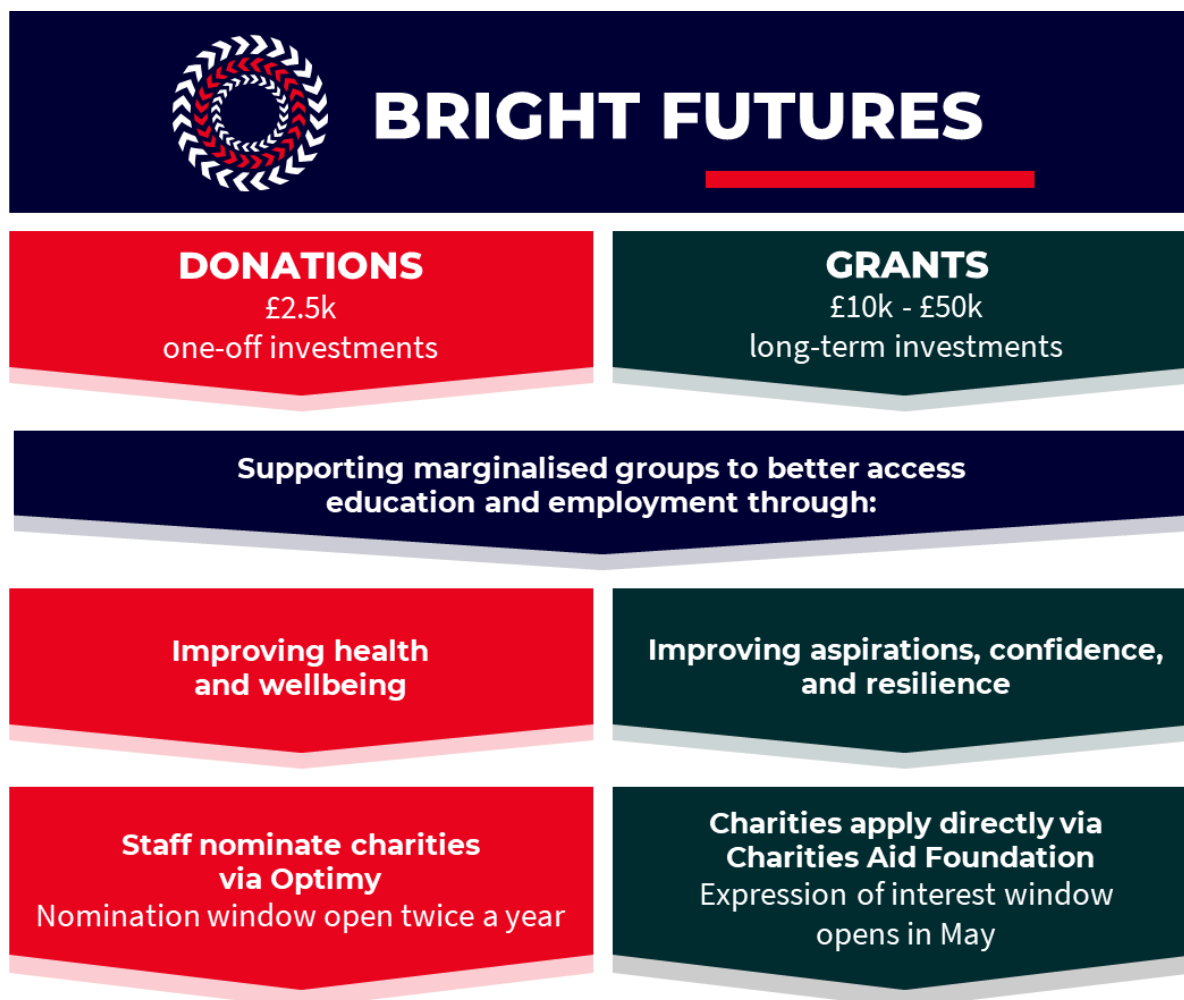 BRIGHT FUTURES
DONATIONS
£2.5k
one-off investments
GRANTS
£10k - £50k
long-term investments
Supporting marginalised groups to better access
education and employment through:
Improving health
and wellbeing
Improving aspirations, confidence,
and resilience
Staff nominate charities
via Optimy
Nomination window open twice a year
Charities apply directly via
Charities Aid Foundation
Expression of interest window
opens in May